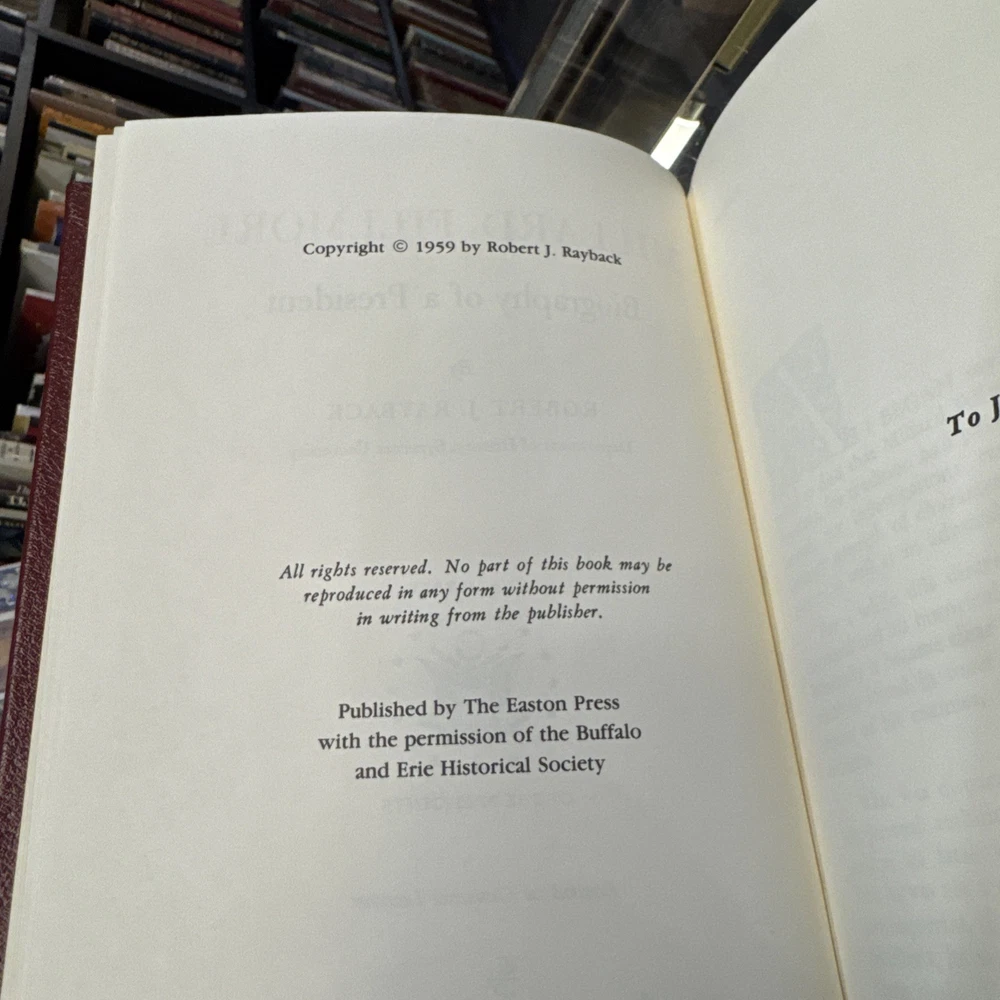 Copyright © 1959 by Robert J. Rayback
All rights reserved. No part of this book may be
reproduced in any form without permission
in writing from the publisher.
Published by The Easton Press
with the permission of the Buffalo
and Erie Historical Society
To J